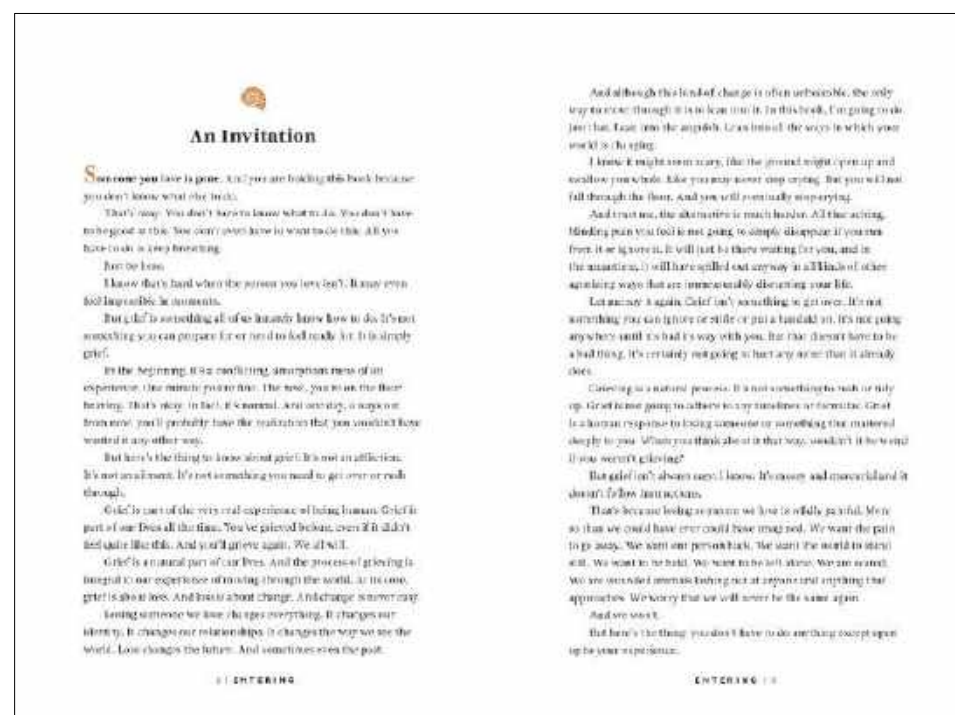 An Invitation
Someone you love is gone. And you are holding this book because
you don't know what else to do.
That's okay. You don't have to know what to do. You don't have
to be good at this. You don't even have to want to do this. All you
have to do is keep breathing.
Just be here.
I know that's hard when the person you love isn't. It may even
feel impossible in moments.
But grief is something all of us innately know how to do. It's not
something you can prepare for or need to feel ready for. It is simply
grief.
In the beginning, it's a conflicting, amorphous mess of an
experience. One minute you're fine. The next, you're on the floor
heaving. That's okay. In fact, it's normal. And one day, a ways out
from now, you'll probably have the realization that you wouldn't have
wanted it any other way.
But here's the thing to know about grief: It's not an affliction.
It's not an ailment. It's not something you need to get over or rush
through.
Grief is part of the very real experience of being human. Grief is
part of our lives all the time. You've grieved before, even if it didn't
feel quite like this. And you'll grieve again. We all will.
Grief is a natural part of our lives. And the process of grieving is
integral to our experience of moving through the world. At its core,
grief is about loss. And loss is about change. And change is never easy.
Losing someone we love changes everything. It changes our
identity. It changes our relationships. It changes the way we see the
world. Loss changes the future. And sometimes even the past.
| ENTERING
And although this kind of change is often unbearable, the only
way to move through it is to lean into it. In this book, I'm going to do
just that. Lean into the anguish. Lean into all the ways in which your
world is changing.
I know it might seem scary, like the ground might open up and
swallow you whole. Like you may never stop crying. But you will not
fall through the floor. And you will eventually stop crying.
And trust me, the alternative is much harder. All that aching,
blinding pain you feel is not going to simply disappear if you run
from it or ignore it. It will just be there waiting for you, and in
the meantime, it will have spilled out anyway in all kinds of other
agonizing ways that are immeasurably disrupting your life.
Let me say it again. Grief isn't something to get over. It's not
something you can ignore or stifle or put a bandaid on. It's not going
anywhere until it's had its way with you. But that doesn't have to be
a bad thing. It's certainly not going to hurt any more than it already
does.
Grieving is a natural process. It's not something to rush or tidy
up. Grief is not going to adhere to any timelines or formulas. Grief
is a human response to losing someone or something that mattered
deeply to you. When you think about it that way, wouldn't it be weird
if you weren't grieving?
But grief isn't always easy. I know. It's messy and mercurial and it
doesn't follow instructions.
That's because losing someone we love is wildly painful. More
so than we could have ever could have imagined. We want the pain
to go away. We want our person back. We want the world to stand
still. We want to be held. We want to be left alone. We are scared.
We are wounded animals lashing out at anyone and anything that
approaches. We worry that we will never be the same again.
And we won't.
But here's the thing: you don't have to do anything except open
up to your experience.
ENTERING |